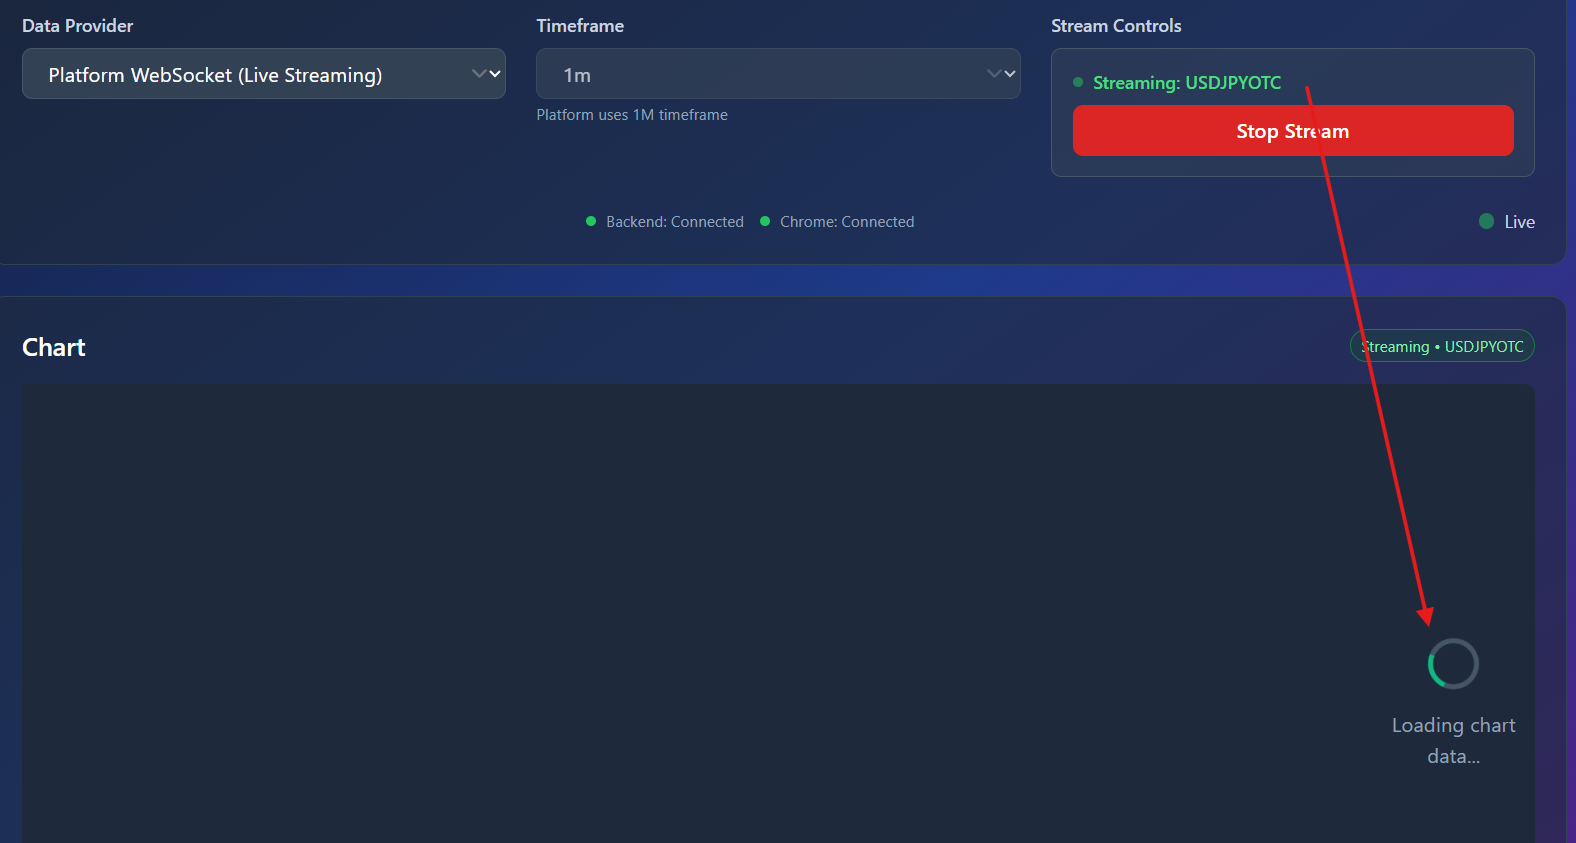 Data Provider
Timeframe
Stream Controls
Platform WebSocket (Live Streaming)
1m
Streaming: USDJPYOTC
Platform uses 1M timeframe
Stop Stream
Backend: Connected
Chrome: Connected
Live
Chart
Streaming • USDJPYOTC
Loading chart
data...